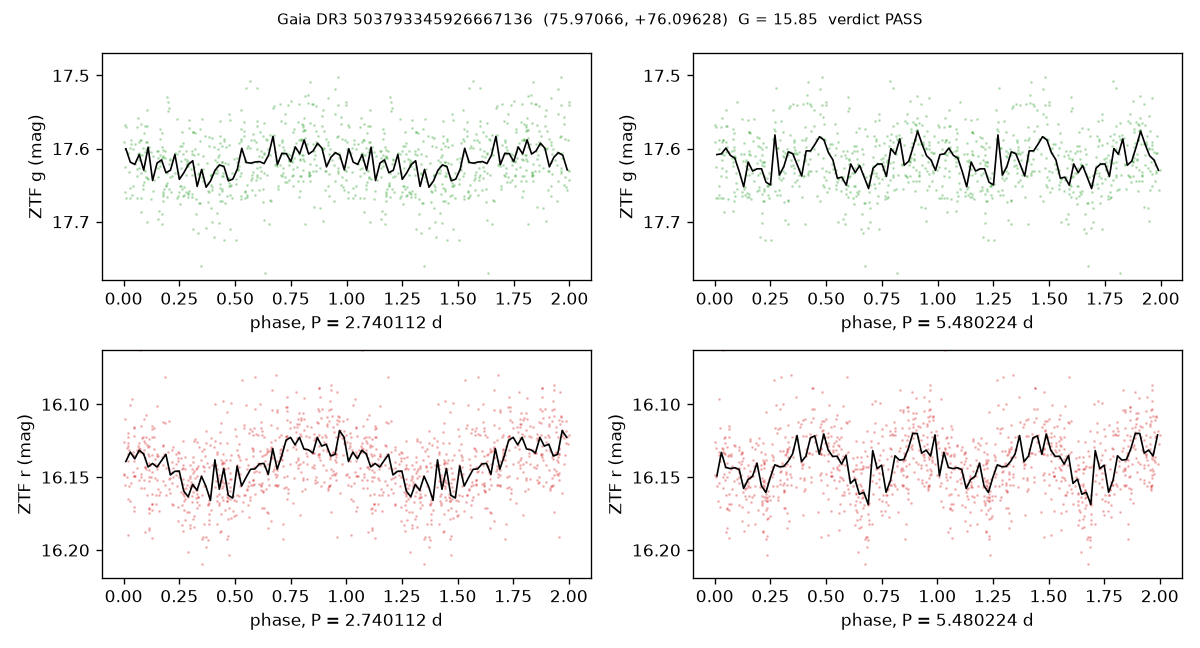 Gaia DR3 503793345926667136  (75.97066, +76.09628)  G = 15.85  verdict PASS
ZTF g (mag)
17.5
17.6
17.7
0.00 0.25 0.50 0.75 1.00 1.25 1.50 1.75 2.00
phase, P = 2.740112 d
ZTF g (mag)
17.5
17.6
17.7
0.00 0.25 0.50 0.75 1.00 1.25 1.50 1.75 2.00
phase, P = 5.480224 d
ZTF r (mag)
16.10
16.15
16.20
0.00 0.25 0.50 0.75 1.00 1.25 1.50 1.75 2.00
phase, P = 2.740112 d
ZTF r (mag)
16.10
16.15
16.20
0.00 0.25 0.50 0.75 1.00 1.25 1.50 1.75 2.00
phase, P = 5.480224 d